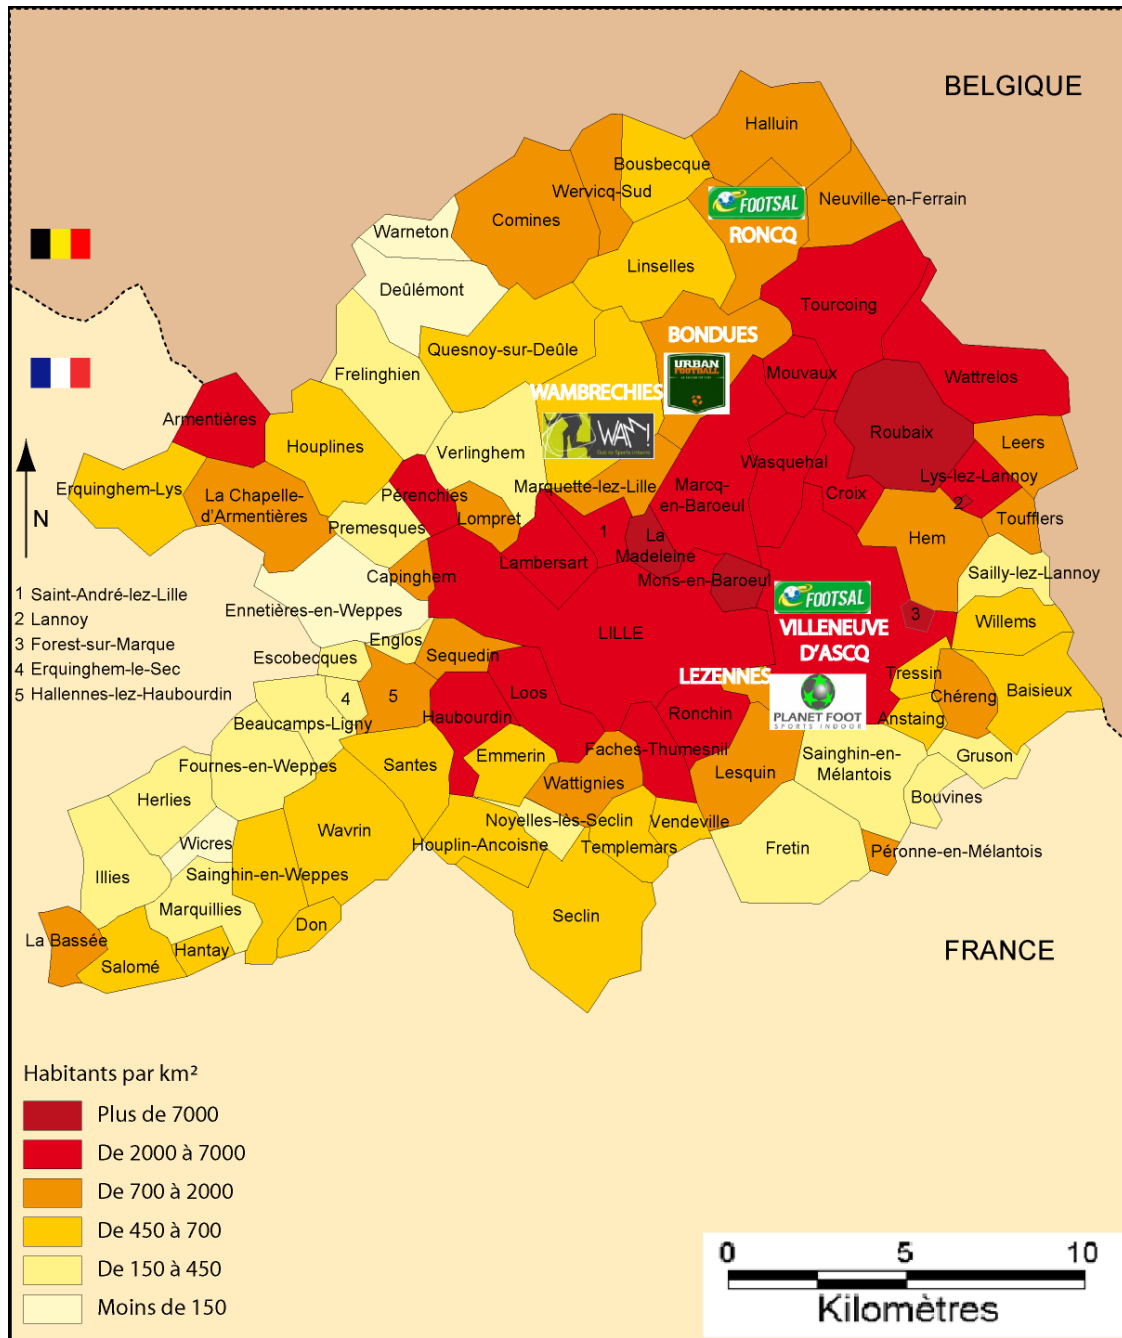 BELGIQUE
Halluin
Bousbecque
Wervicq-Sud
Neuville-en-Ferrain
FOOTSAL
RONCQ
Comines
Warneton
Linselles
Deûlémont
Tourcoing
BONDUES
Quesnoy-sur-Deûle
URBAN
FOOTBALL
Mouvaux
Frelinghien
Wattrelos
WAMBRECHIES
Armentières
WAM!
Houplines
Roubaix
Leers
Verlinghem
Wasquehal
Lys-lez-Lannoy
Erquinghem-Lys
La Chapelle-
d'Armentières
Pérenchies
Marquette-lez-Lille
Marcq-
en-Baroeul
Croix
2
Lompret
N
Premesques
1
La
Madeleine
Toufflers
Hem
Lambersart
Mons-en-Baroeul
Capinghem
Sailly-lez-Lannoy
1 Saint-André-lez-Lille
2 Lannoy
3 Forest-sur-Marque
4 Erquinghem-le-Sec
5 Hallennes-lez-Haubourdin
Ennetières-en-Weppes
FOOTSAL
3
Willems
LILLE
VILLENEUVE
D'ASCQ
Englos
Escobecques
Sequedin
LEZENNES
Tressin
4
5
Loos
Chéreng
Baisieux
PLANET FOOT
SPORTS INDOOR
Haubourdin
Ronchin
Anstaing
Beaucamps-Ligny
Faches-Thumesnil
Emmerin
Sainghin-en-
Mélantois
Gruson
Fournes-en-Weppes
Santes
Lesquin
Wattignies
Herlies
Bouvines
Noyelles-lès-Seclin
Vendeville
Wavrin
Wicres
Houplin-Ancoisne
Templemars
Fretin
Péronne-en-Mélantois
Illies
Sainghin-en-Weppes
Marquillies
Seclin
Don
La Bassée
Hantay
Salomé
FRANCE
Habitants par km²
Plus de 7000
De 2000 à 7000
De 700 à 2000
De 450 à 700
De 150 à 450
Moins de 150
0 5 10
Kilomètres